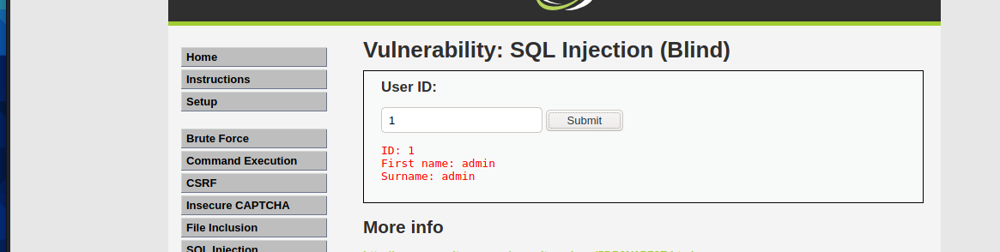 Vulnerability: SQL Injection (Blind)
Home
Instructions
Setup
Brute Force
Command Execution
CSRF
Insecure CAPTCHA
File Inclusion
SQL Injection
User ID:
1
Submit
ID: 1
First name: admin
Surname: admin
More info